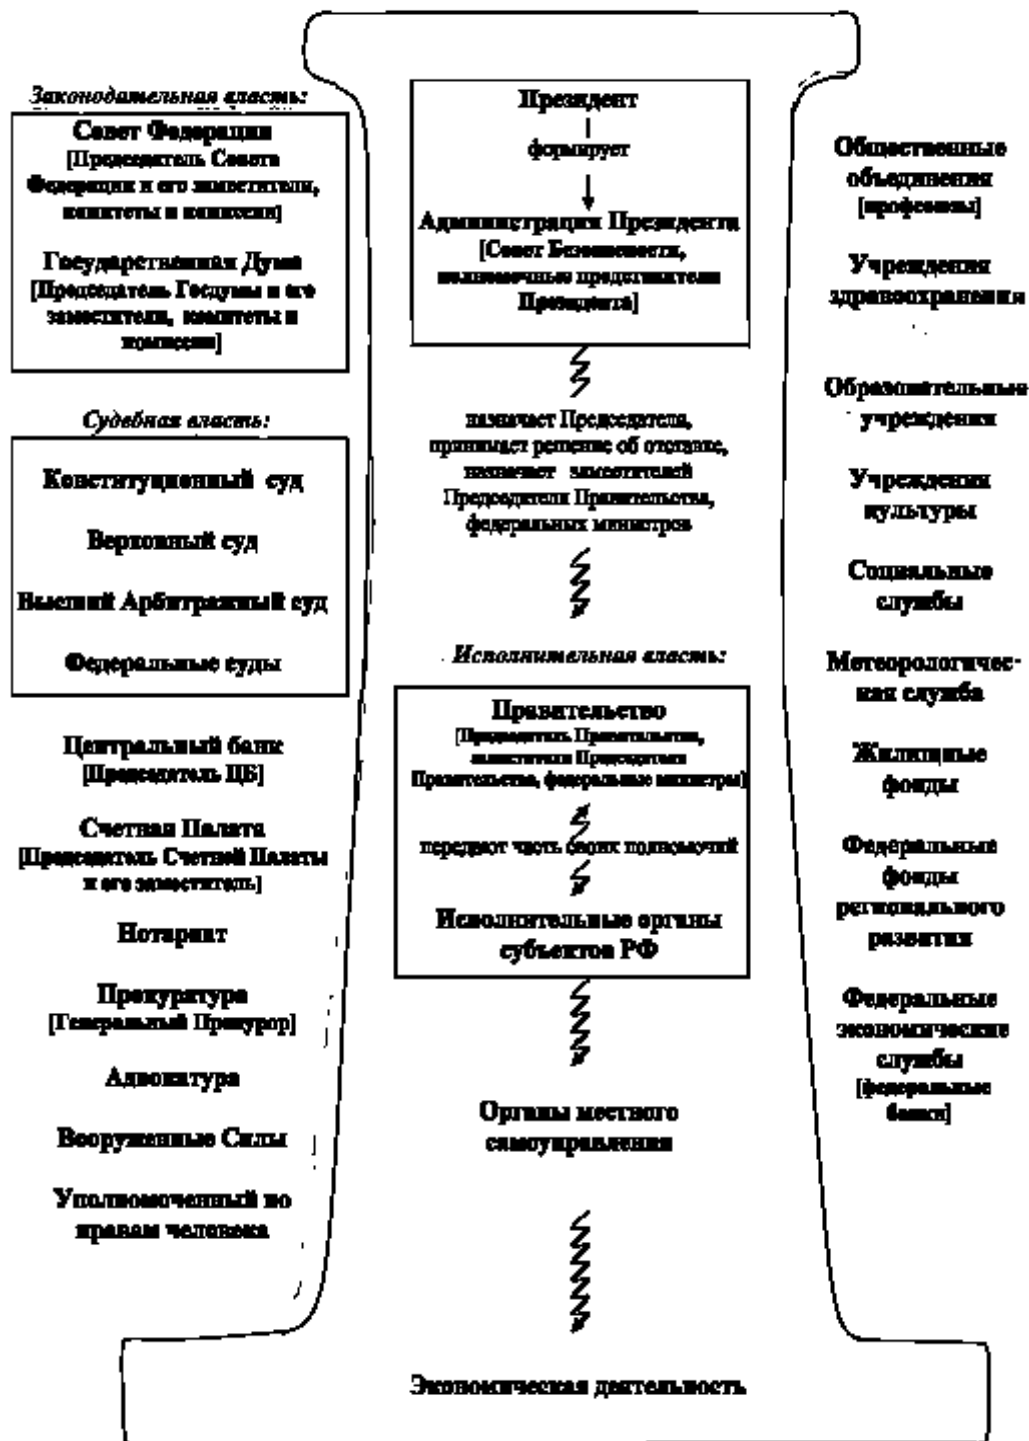 Законодательная власть:
Совет Федерации
[Председатель Совета
Федерации и его заместители,
комитеты и комиссии]
Государственная Дума
[Председатель Госдумы и его
заместители, комитеты и
комиссии]
Судебная власть:
Конституционный суд
Верховный суд
Высший Арбитражный суд
Федеральные суды
Центральный банк
[Председатель ЦБ]
Счетная Палата
[Председатель Счетной Палаты
и его заместитель]
Нотариат
Прокуратура
[Генеральный Прокурор]
Адвокатура
Вооруженные Силы
Уполномоченный по
правам человека
Президент
формирует
Администрация Президента
[Совет Безопасности,
полномочные представители
Президента]
назначает Председателя,
принимает решение об отставке,
назначает заместителей
Председателя Правительства,
федеральных министров
Исполнительная власть:
Правительство
[Председатель Правительства,
заместители Председателя
Правительства, федеральные министры]
передают часть своих полномочий
Исполнительные органы
субъектов РФ
Органы местного
самоуправления
Экономическая деятельность
Общественные
объединения
[профсоюзы]
Учреждения
здравоохранения
Образовательные
учреждения
Учреждения
культуры
Социальные
службы
Метеорологичес-
кая служба
Жилищные
фонды
Федеральные
фонды
регионального
развития
Федеральные
экономические
службы
[федеральные
банки]